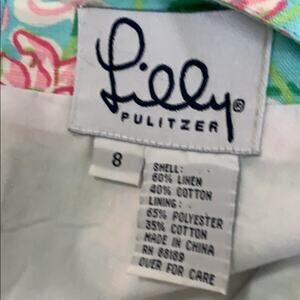 Lilly®
PULITZER
8
SHELL:
60% LINEN
40% COTTON
LINING:
65% POLYESTER
35% COTTON
MADE IN CHINA
RN 88189
OVER FOR CARE